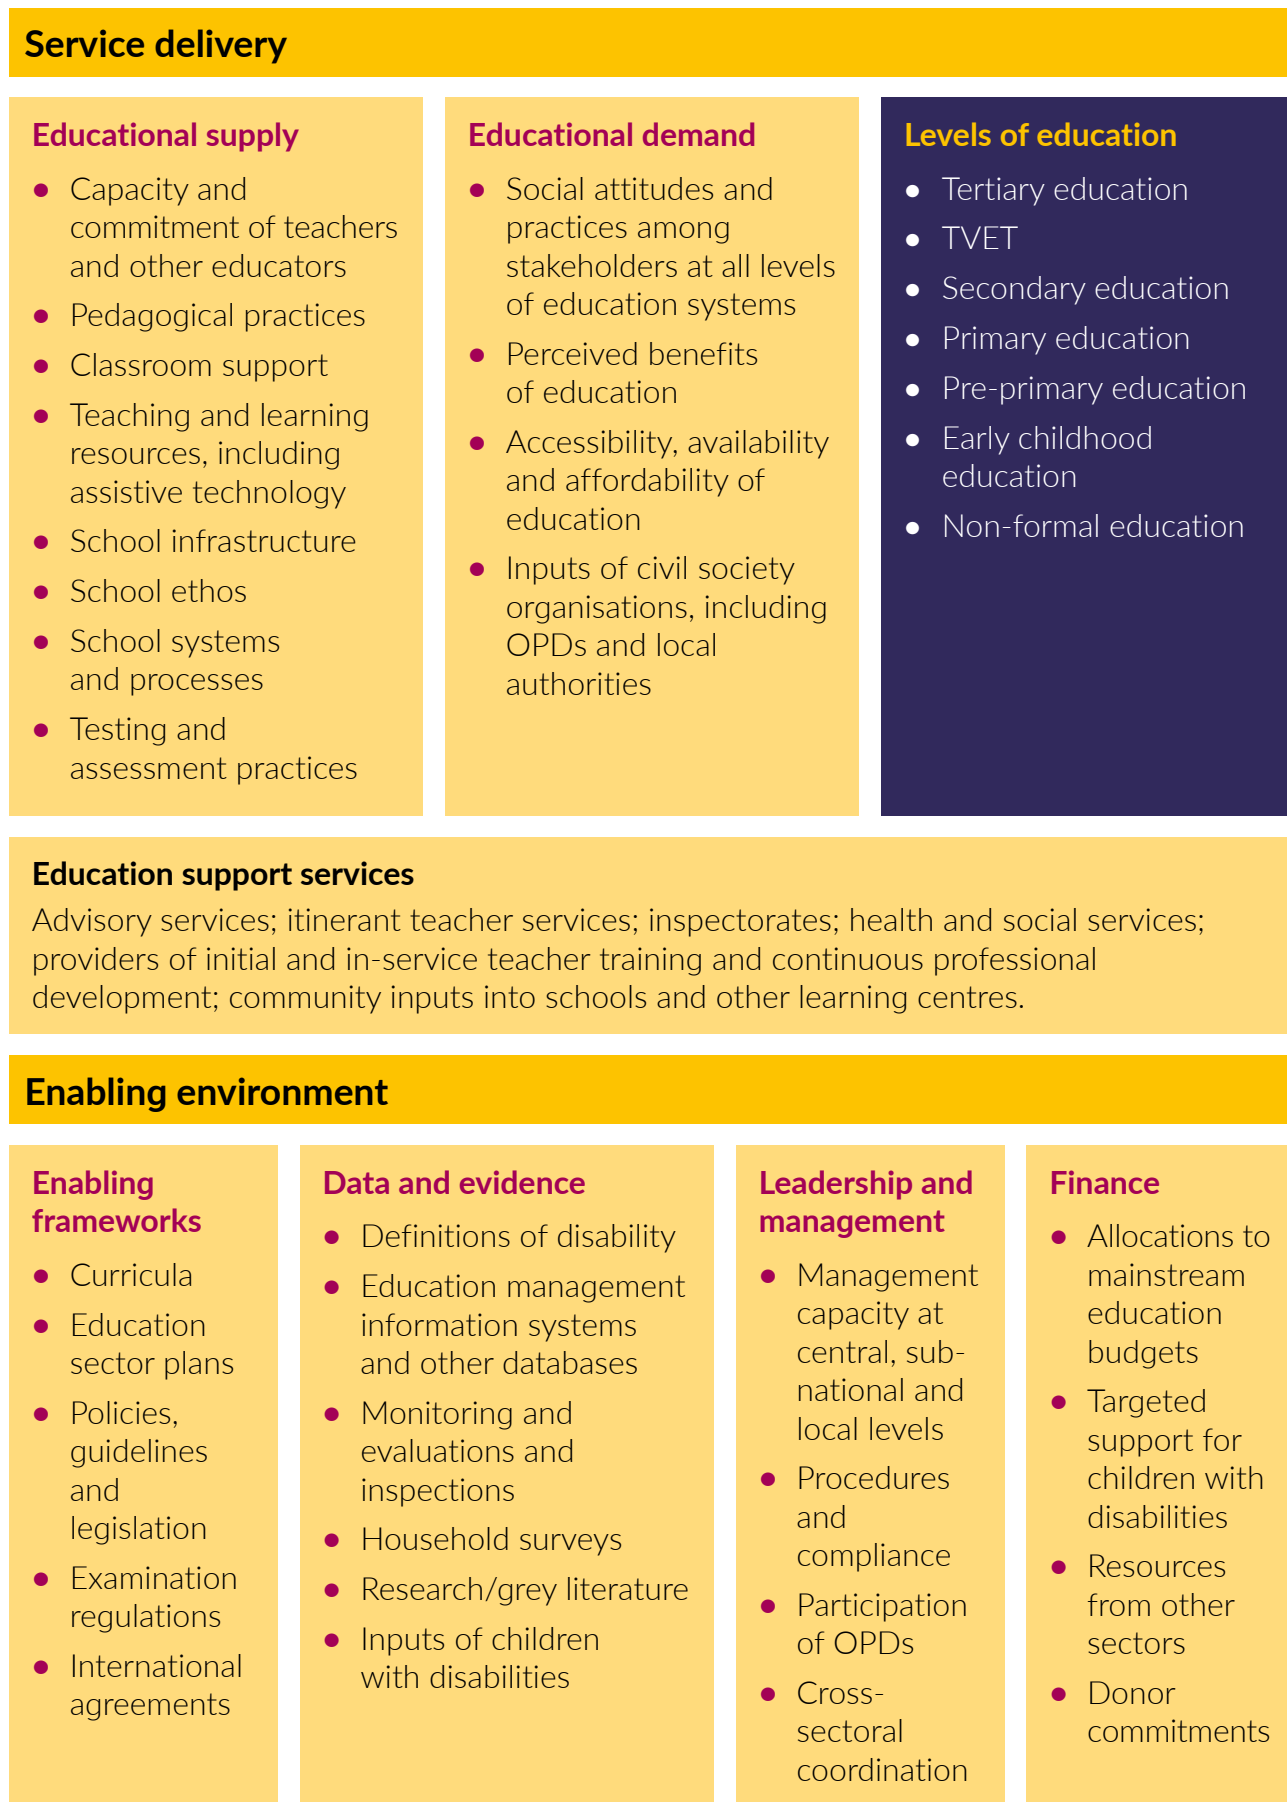 Service delivery
Educational supply
● Capacity and
commitment of teachers
and other educators
● Pedagogical practices
● Classroom support
● Teaching and learning
resources, including
assistive technology
● School infrastructure
● School ethos
● School systems
and processes
● Testing and
assessment practices
Educational demand
● Social attitudes and
practices among
stakeholders at all levels
of education systems
● Perceived benefits
of education
● Accessibility, availability
and affordability of
education
● Inputs of civil society
organisations, including
OPDs and local
authorities
Levels of education
● Tertiary education
● TVET
● Secondary education
● Primary education
● Pre-primary education
● Early childhood
education
● Non-formal education
Education support services
Advisory services; itinerant teacher services; inspectorates; health and social services;
providers of initial and in-service teacher training and continuous professional
development; community inputs into schools and other learning centres.
Enabling environment
Enabling
frameworks
● Curricula
● Education
sector plans
● Policies,
guidelines
and
legislation
● Examination
regulations
● International
agreements
Data and evidence
● Definitions of disability
● Education management
information systems
and other databases
● Monitoring and
evaluations and
inspections
● Household surveys
● Research/grey literature
● Inputs of children
with disabilities
Leadership and
management
● Management
capacity at
central, sub-
national and
local levels
● Procedures
and
compliance
● Participation
of OPDs
● Cross-
sectoral
coordination
Finance
● Allocations to
mainstream
education
budgets
● Targeted
support for
children with
disabilities
● Resources
from other
sectors
● Donor
commitments